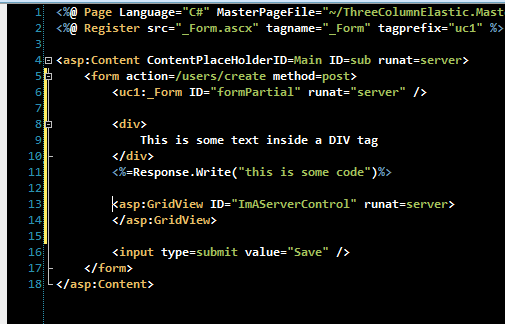 1 <%@ Page Language="C#" MasterPageFile="~/ThreeColumnElastic.Mast
2 <%@ Register src="_Form.ascx" tagname="_Form" tagprefix="uc1" %>
3
4 <asp:Content ContentPlaceHolderID=Main ID=sub runat=server>
5 <form action=/users/create method=post>
6 <uc1:_Form ID="formPartial" runat="server" />
7
8 <div>
9 This is some text inside a DIV tag
10 </div>
11 <%=Response.Write("this is some code")%>
12
13 <asp:GridView ID="ImAServerControl" runat=server>
14 </asp:GridView>
15
16 <input type=submit value="Save" />
17 </form>
18 </asp:Content>